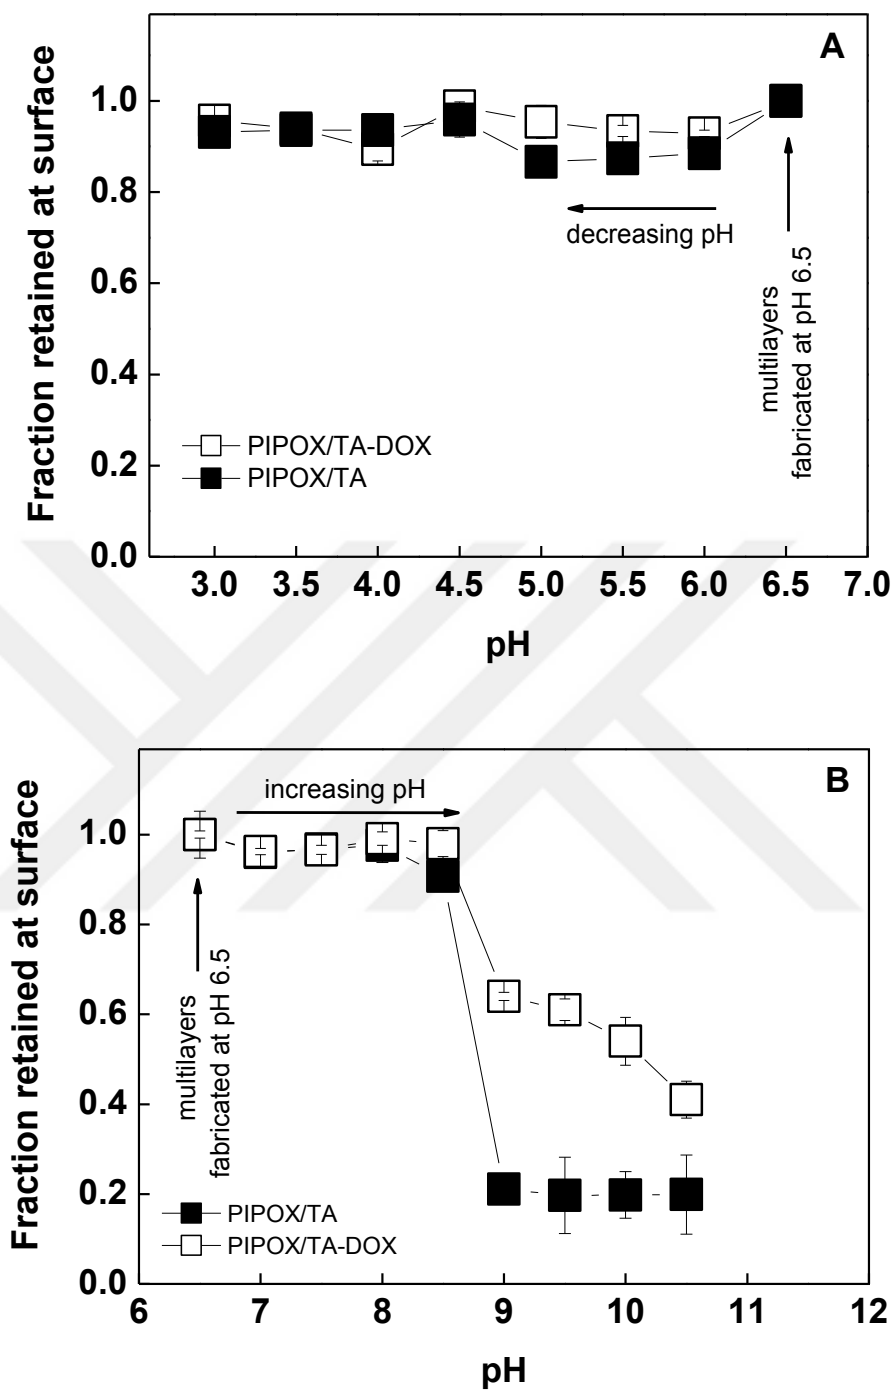 A
Fraction retained at surface
1.0
0.8
0.6
0.4
0.2
0.0
decreasing pH
multilayers
fabricated at pH 6.5
PIPOX/TA-DOX
PIPOX/TA
3.0 3.5 4.0 4.5 5.0 5.5 6.0 6.5 7.0
pH
B
Fraction retained at surface
increasing pH
1.0
0.8
0.6
0.4
0.2
0.0
multilayers
fabricated at pH 6.5
PIPOX/TA
PIPOX/TA-DOX
6 7 8 9 10 11 12
pH